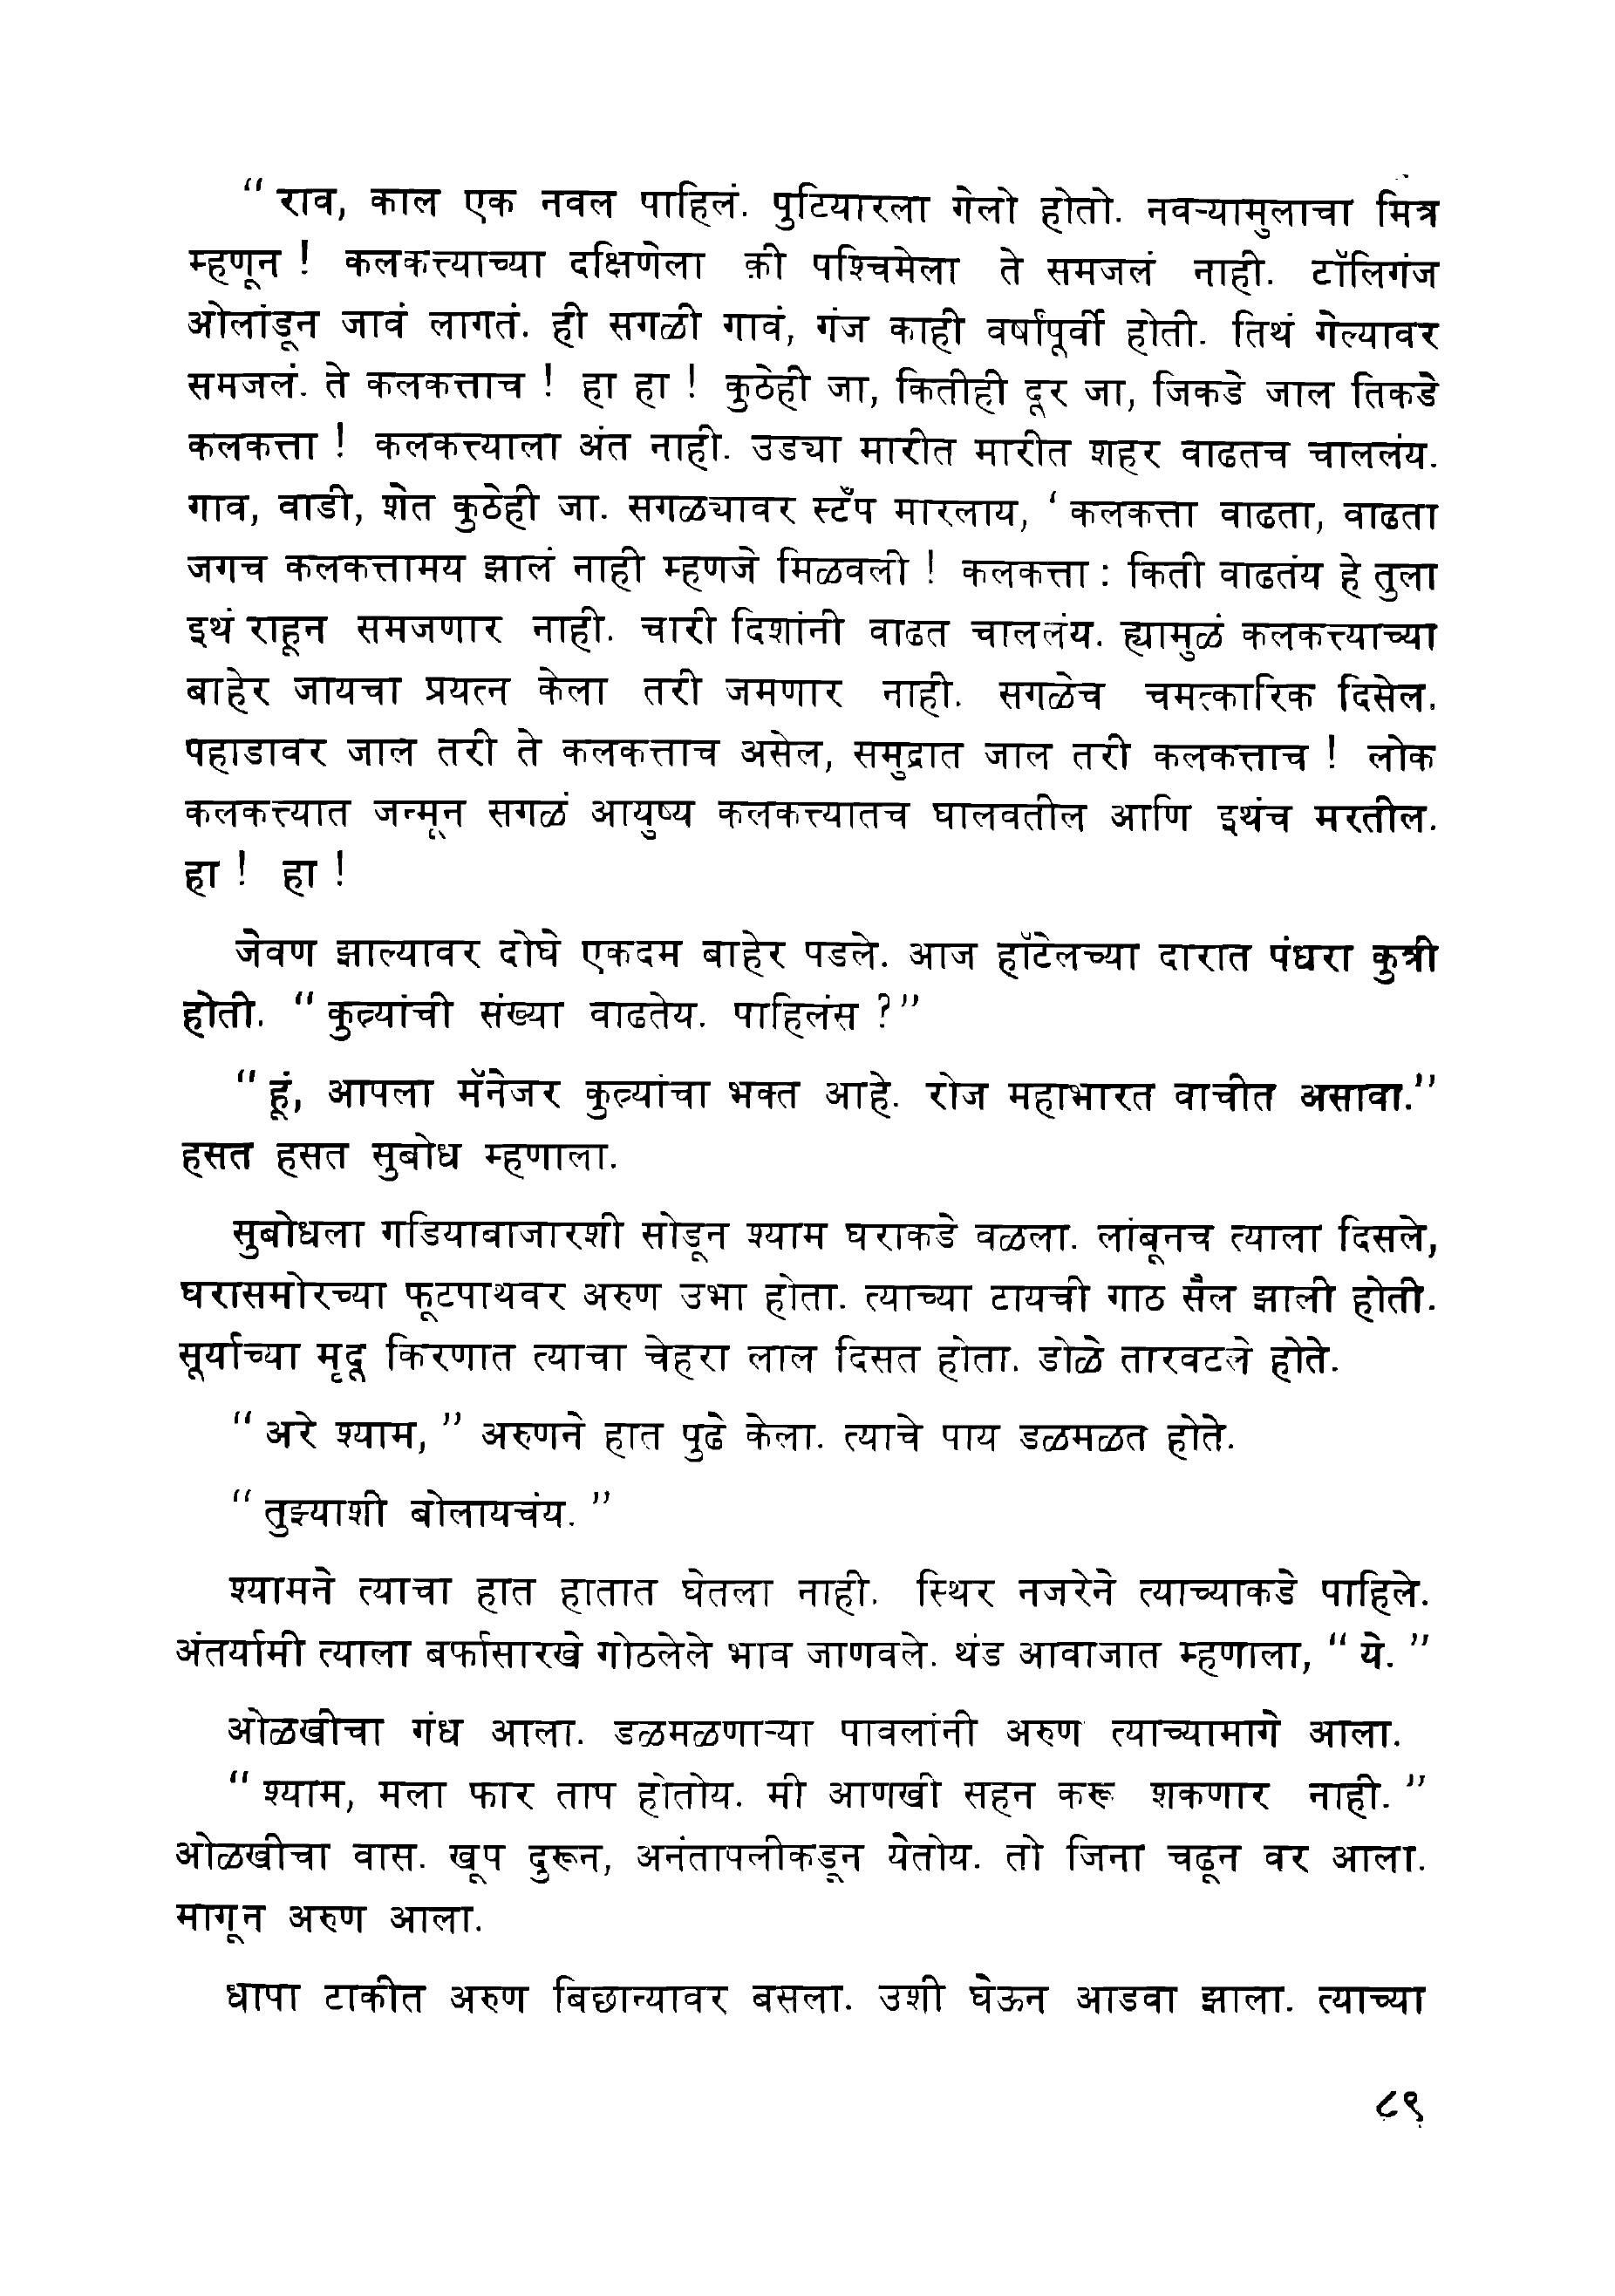 “ राव, काल एक नवल पाहिलं. पुटियारला गेलो होतो. नवऱ्यामुलाचा मित्र
म्हणून ! कलकत्त्याच्या दक्षिणेला की पश्चिमेला ते समजलं नाही. टॉलिगंज
ओलांडून जावं लागतं. ही सगळी गावं, गंज काही वर्षांपूर्वी होती. तिथं गेल्यावर
समजलं. ते कलकत्ताच ! हा हा ! कुठेही जा, कितीही दूर जा, जिकडे जाल तिकडे
कलकत्ता ! कलकत्त्याला अंत नाही. उड्या मारीत मारीत शहर वाढतच चाललंय.
गाव, वाडी, शेत कुठेही जा. सगळ्यावर स्टँप मारलाय, ‘ कलकत्ता वाढता, वाढता
जगच कलकत्तामय झालं नाही म्हणजे मिळवली ! कलकत्ता : किती वाढतंय हे तुला
इथं राहून समजणार नाही. चारी दिशांनी वाढत चाललंय. ह्यामुळं कलकत्त्याच्या
बाहेर जायचा प्रयत्न केला तरी जमणार नाही. सगळेच चमत्कारिक दिसेल.
पहाडावर जाल तरी ते कलकत्ताच असेल, समुद्रात जाल तरी कलकत्ताच ! लोक
कलकत्त्यात जन्मून सगळं आयुष्य कलकत्त्यातच घालवतील आणि इथंच मरतील.
हा ! हा !
जेवण झाल्यावर दोघे एकदम बाहेर पडले. आज हॉटेलच्या दारात पंधरा कुत्री
होती. “ कुत्र्यांची संख्या वाढतेय. पाहिलंस ?”
“ हूं, आपला मॅनेजर कुत्र्यांचा भक्त आहे. रोज महाभारत वाचीत असावा.”
हसत हसत सुबोध म्हणाला.
सुबोधला गडियाबाजारशी सोडून श्याम घराकडे वळला. लांबूनच त्याला दिसले,
घरासमोरच्या फूटपाथवर अरुण उभा होता. त्याच्या टायची गाठ सैल झाली होती.
सूर्याच्या मृदू किरणात त्याचा चेहरा लाल दिसत होता. डोळे तारवटले होते.
“ अरे श्याम, ” अरुणने हात पुढे केला. त्याचे पाय डळमळत होते.
“ तुझ्याशी बोलायचंय. ”
श्यामने त्याचा हात हातात घेतला नाही. स्थिर नजरेने त्याच्याकडे पाहिले.
अंतर्यामी त्याला बर्फासारखे गोठलेले भाव जाणवले. थंड आवाजात म्हणाला, “ ये. ”
ओळखीचा गंध आला. डळमळणाऱ्या पावलांनी अरुण त्याच्यामागे आला.
“ श्याम, मला फार ताप होतोय. मी आणखी सहन करू शकणार नाही. ”
ओळखीचा वास. खूप दुरून, अनंतापलीकडून येतोय. तो जिना चढून वर आला.
मागून अरुण आला.
धापा टाकीत अरुण बिछान्यावर बसला. उशी घेऊन आडवा झाला. त्याच्या
८९